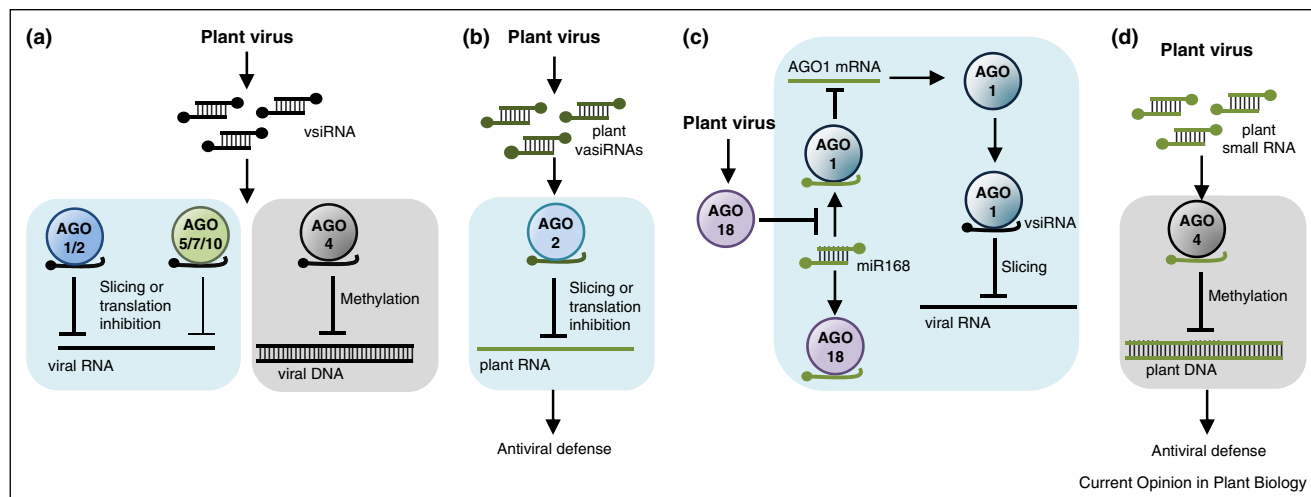 (a)
Plant virus
vsiRNA
AGO
1/2
AGO
5/7/10
Slicing or
translation
inhibition
viral RNA
AGO
4
Methylation
viral DNA
(b)
Plant virus
plant
vasiRNAs
AGO
2
Slicing or
translation
inhibition
plant RNA
Antiviral defense
(c)
AGO1 mRNA
AGO
1
Plant virus
AGO
1
AGO
18
AGO
1
vsiRNA
miR168
Slicing
viral RNA
AGO
18
(d)
Plant virus
plant
small RNA
AGO
4
Methylation
plant DNA
Antiviral defense
Current Opinion in Plant Biology